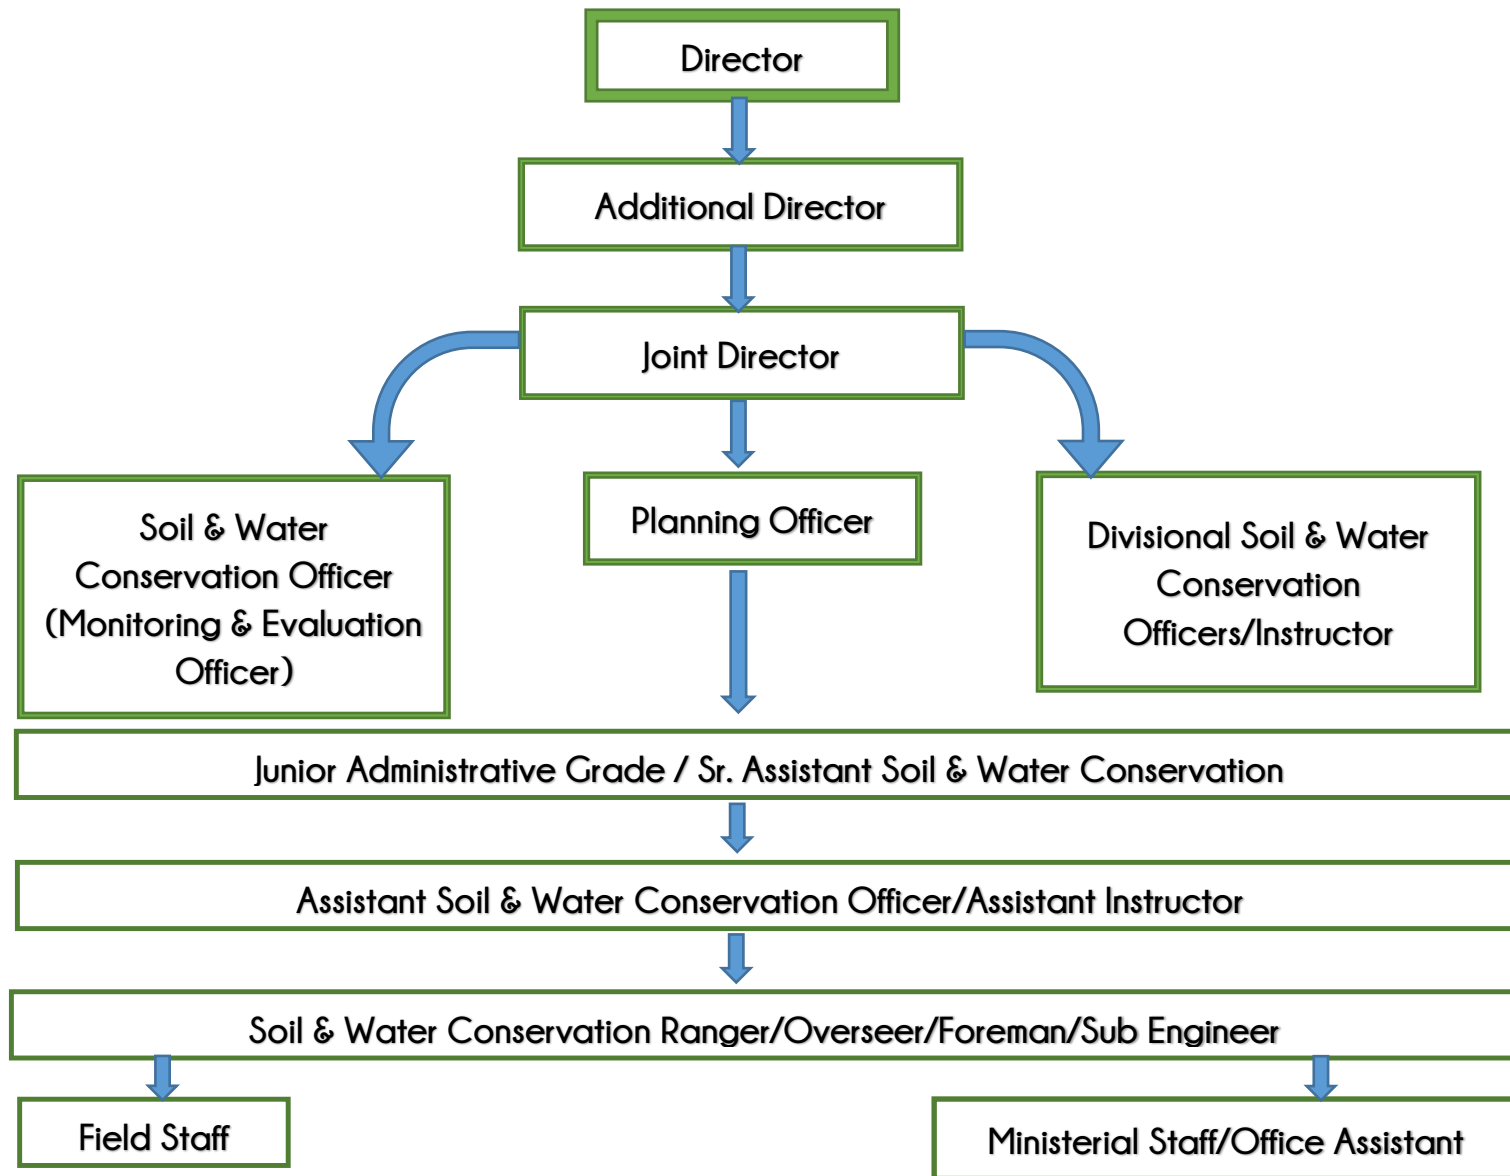 Director
Additional Director
Joint Director
Soil & Water
Conservation Officer
(Monitoring & Evaluation
Officer)
Planning Officer
Divisional Soil & Water
Conservation
Officers/Instructor
Junior Administrative Grade / Sr. Assistant Soil & Water Conservation
Assistant Soil & Water Conservation Officer/Assistant Instructor
Soil & Water Conservation Ranger/Overseer/Foreman/Sub Engineer
Field Staff
Ministerial Staff/Office Assistant